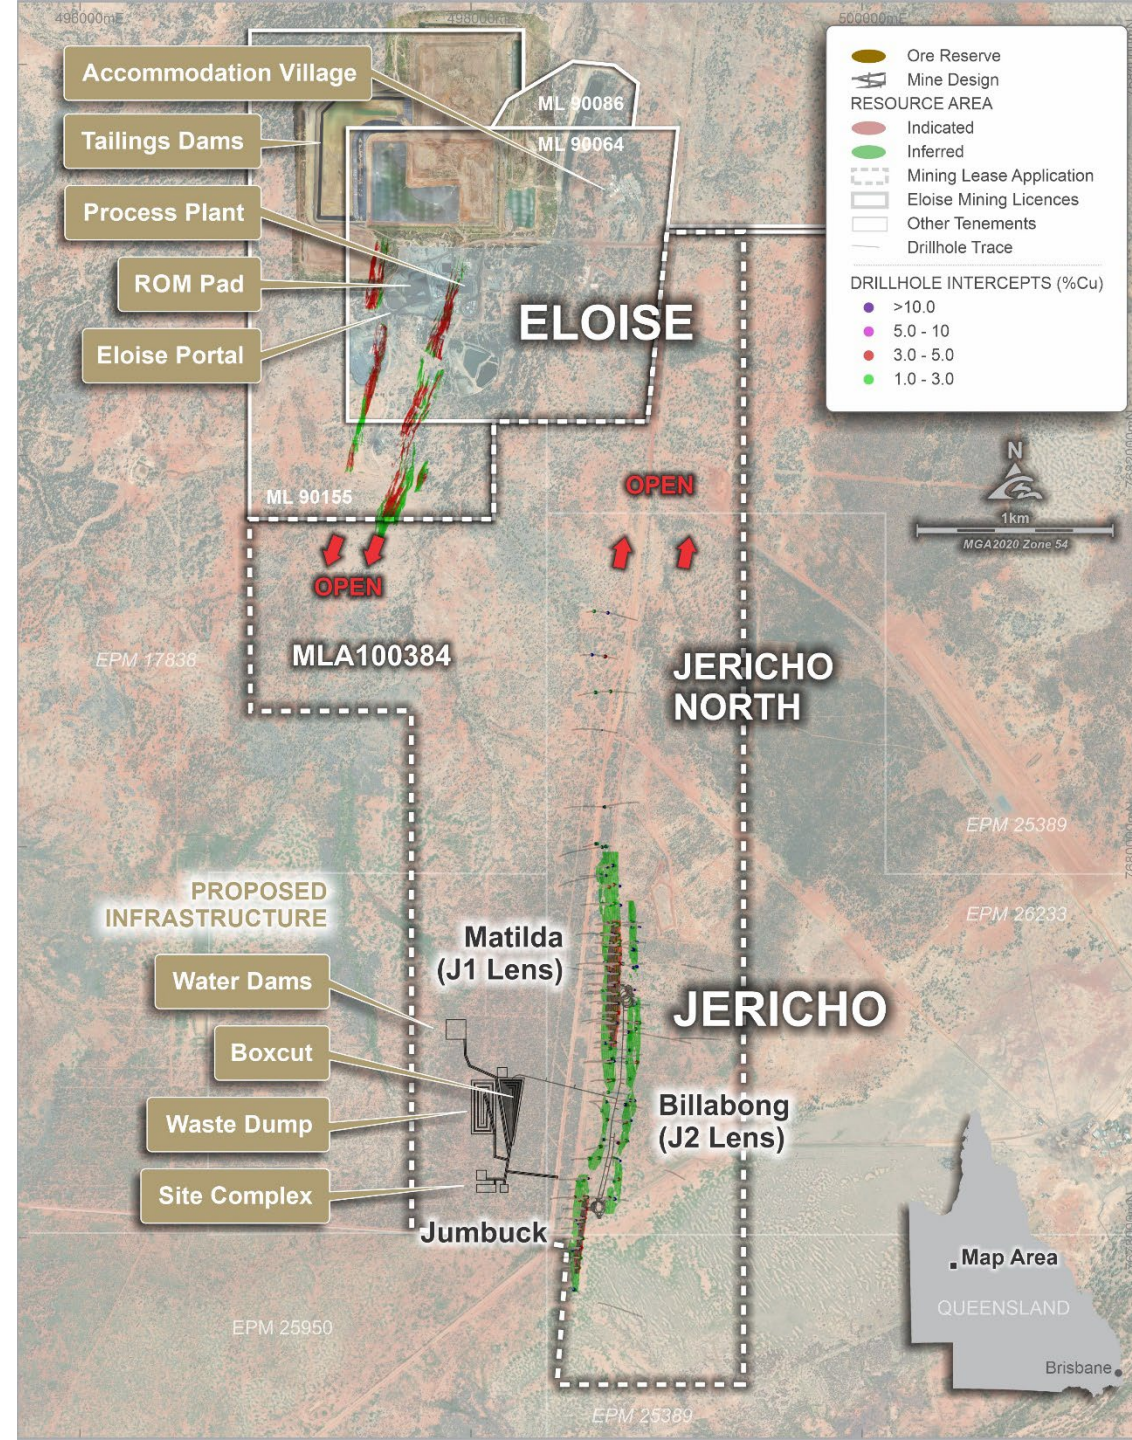 496000mE
498000mE
500000mE
Accommodation Village
Tailings Dams
Process Plant
ROM Pad
Eloise Portal
ML 90086
ML 90064
ELOISE
ML 90155
OPEN
OPEN
MLA100384
EPM 17838
JERICHO
NORTH
EPM 25389
EPM 26233
PROPOSED
INFRASTRUCTURE
Water Dams
Boxcut
Waste Dump
Site Complex
Matilda
(J1 Lens)
JERICHO
Billabong
(J2 Lens)
Jumbuck
EPM 25950
EPM 25389
Ore Reserve
Mine Design
RESOURCE AREA
Indicated
Inferred
Mining Lease Application
Eloise Mining Licences
Other Tenements
Drillhole Trace
DRILLHOLE INTERCEPTS (%Cu)
>10.0
5.0 - 10
3.0 - 5.0
1.0 - 3.0
N
1km
MGA2020 Zone 54
Map Area
QUEENSLAND
Brisbane